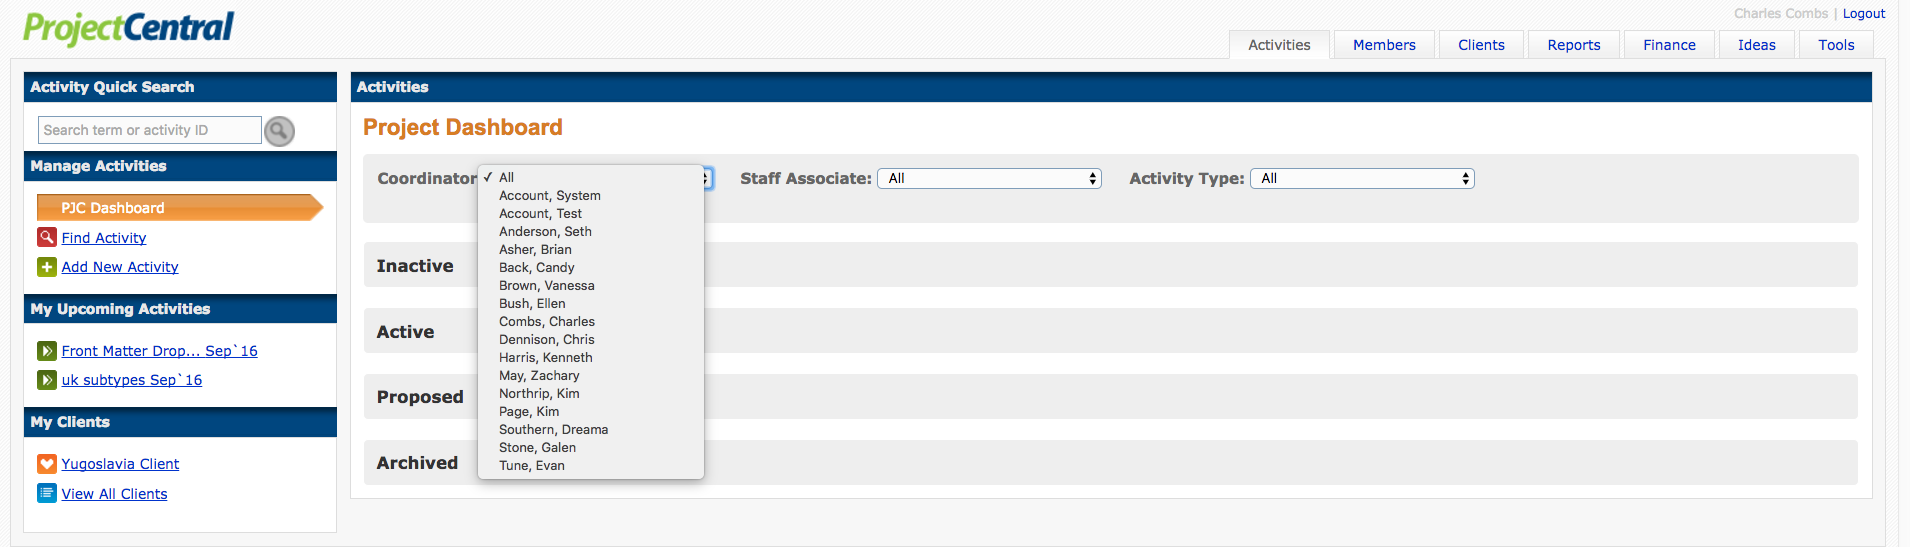 ProjectCentral
Charles Combs | Logout
Activities Members Clients Reports Finance Ideas Tools
Activity Quick Search
Search term or activity ID
Manage Activities
PJC Dashboard
Find Activity
Add New Activity
My Upcoming Activities
Front Matter Drop... Sep`16
uk subtypes Sep`16
My Clients
Yugoslavia Client
View All Clients
Activities
Project Dashboard
Coordinator
✓ All
Account, System
Account, Test
Anderson, Seth
Asher, Brian
Back, Candy
Brown, Vanessa
Bush, Ellen
Combs, Charles
Dennison, Chris
Harris, Kenneth
May, Zachary
Northrip, Kim
Page, Kim
Southern, Dreama
Stone, Galen
Tune, Evan
Staff Associate: All
Activity Type: All
Inactive
Active
Proposed
Archived